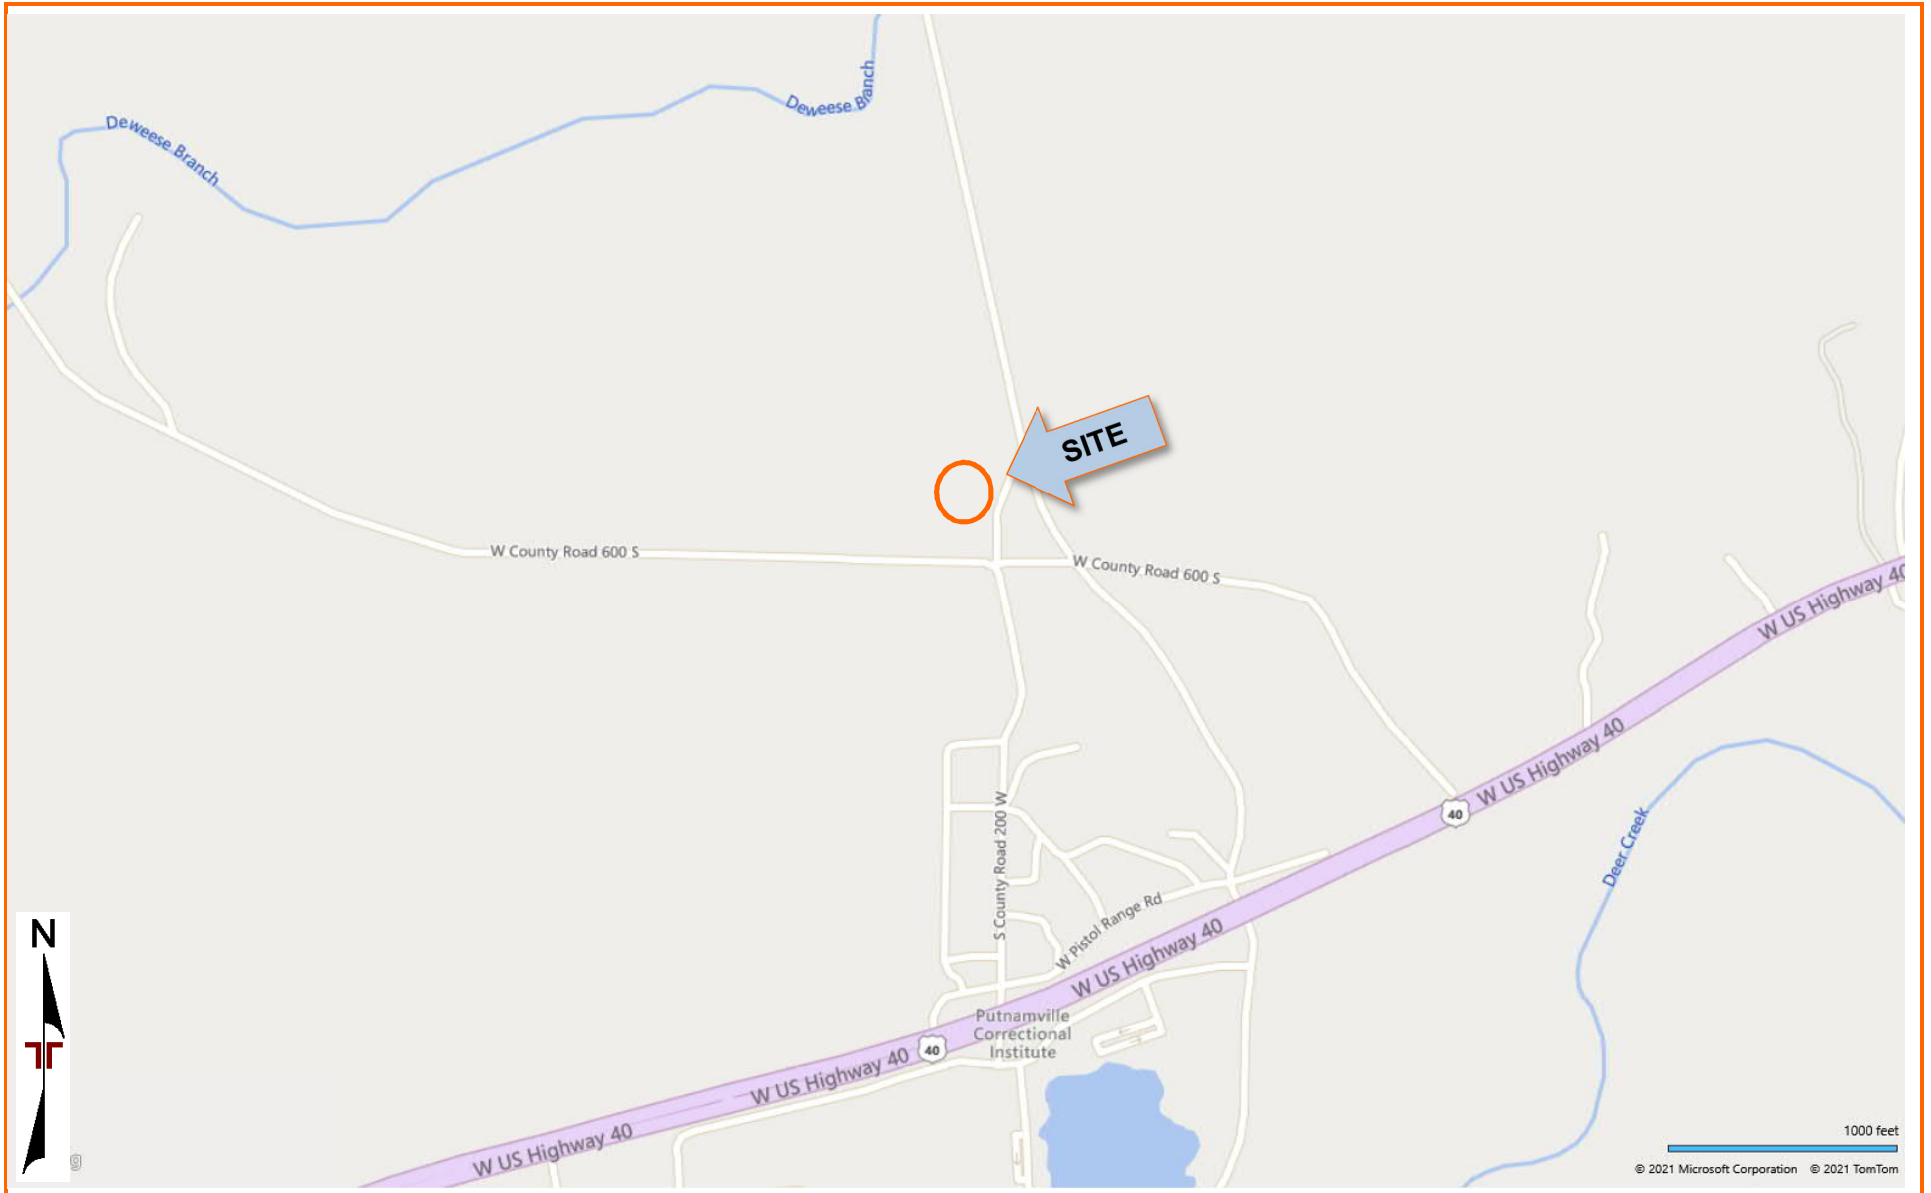 Deweese Branch
Deweese Branch
SITE
W County Road 600 S
W County Road 600 S
W US Highway 40
W US Highway 40
40
S County Road 200 W
Deer Creek
W Pistol Range Rd
W US Highway 40
Putnamville
Correctional
Institute
40
W US Highway 40
W US Highway 40
N
1000 feet
© 2021 Microsoft Corporation © 2021 TomTom